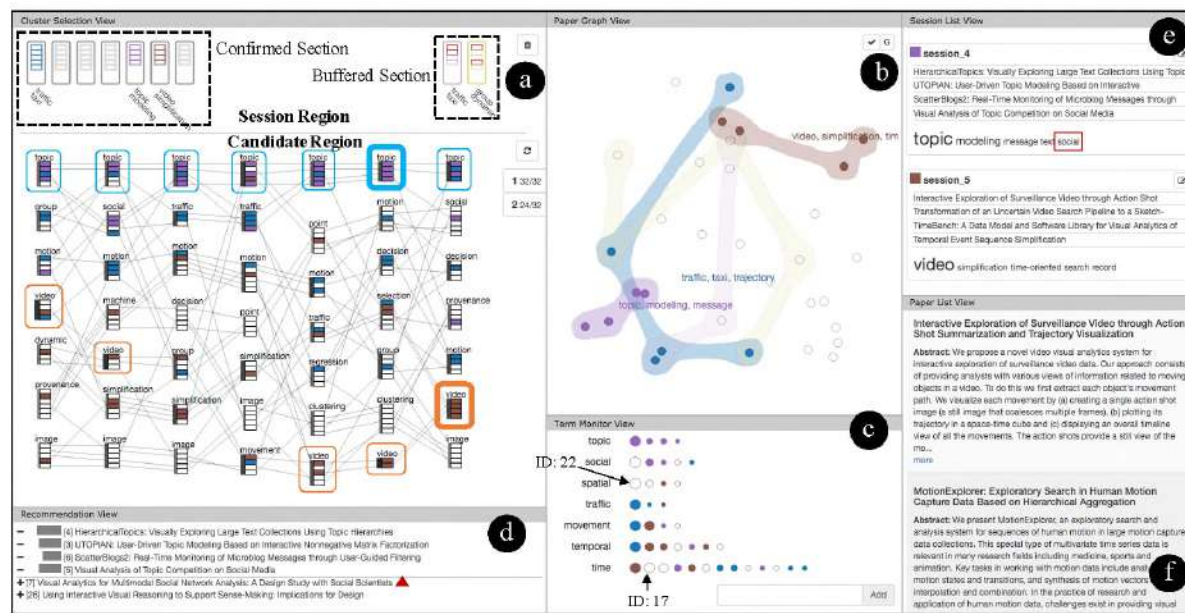 Cluster Selection View
Confirmed Section
Buffered Section
traffic
taxi
topic
modeling
video
simplification
traffic
taxi
group
dynamic
a
Session Region
Candidate Region
1 32/32
2 24/32
topic topic topic topic topic topic topic
group social traffic traffic point motion social
motion motion motion motion motion decision decision
video machine decision point traffic selection provenance
dynamic video group simplification regression group motion
provenance simplification simplification image clustering clustering video
image image image movement video video image
Paper Graph View
6
b
video, simplification, tim
traffic, taxi, trajectory
topic, modeling, message
Term Monitor View
c
topic
social
ID: 22
spatial
traffic
movement
temporal
time
ID: 17
Add
Recommendation View
d
[4] HierarchicalTopics: Visually Exploring Large Text Collections Using Topic Hierarchies
[3] UTOPIAN: User-Driven Topic Modeling Based on Interactive Nonnegative Matrix Factorization
[6] ScatterBlogs2: Real-Time Monitoring of Microblog Messages through User-Guided Filtering
[5] Visual Analysis of Topic Competition on Social Media
[7] Visual Analytics for Multimodal Social Network Analysis: A Design Study with Social Scientists
[26] Using Interactive Visual Reasoning to Support Sense-Making: Implications for Design
Session List View
e
session_4
HierarchicalTopics: Visually Exploring Large Text Collections Using Topic
UTOPIAN: User-Driven Topic Modeling Based on Interactive
ScatterBlogs2: Real-Time Monitoring of Microblog Messages through
Visual Analysis of Topic Competition on Social Media
topic modeling message text social
session_5
Interactive Exploration of Surveillance Video through Action Shot
Transformation of an Uncertain Video Search Pipeline to a Sketch-
TimeBench: A Data Model and Software Library for Visual Analytics of
Temporal Event Sequence Simplification
video simplification time-oriented search record
Paper List View
Interactive Exploration of Surveillance Video through Action
Shot Summarization and Trajectory Visualization
Abstract: We propose a novel video visual analytics system for
interactive exploration of surveillance video data. Our approach consists
of providing analysts with various views of information related to moving
objects in a video. To do this we first extract each object's movement
path. We visualize each movement by (a) creating a single action shot
image (a still image that coalesces multiple frames), (b) plotting its
trajectory in a space-time cube and (c) displaying an overall timeline
view of all the movements. The action shots provide a still view of the
mo...
more
MotionExplorer: Exploratory Search in Human Motion
Capture Data Based on Hierarchical Aggregation
Abstract: We present MotionExplorer, an exploratory search and
analysis system for sequences of human motion in large motion capture
data collections. This special type of multivariate time series data is
relevant in many research fields including medicine, sports and
animation. Key tasks in working with motion data include analy
motion states and transitions, and synthesis of motion vectors
interpolation and combination. In the practice of research and
application of human motion data, challenges exist in providing visual
f